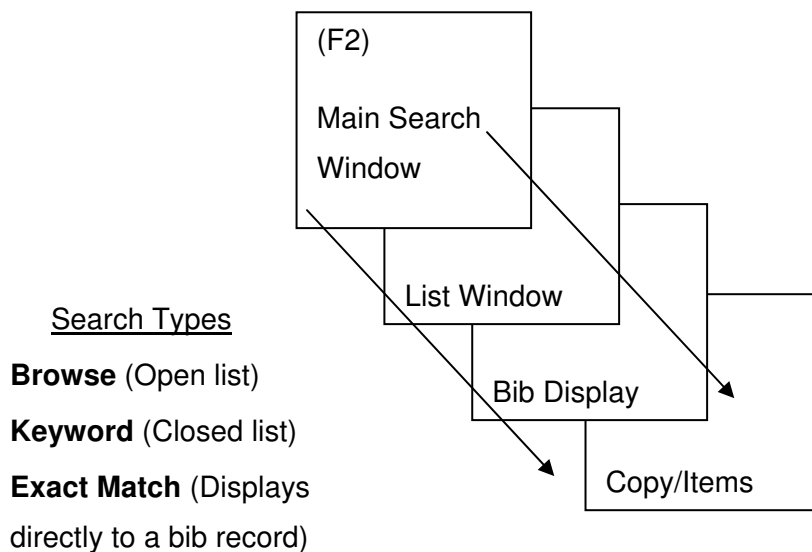 (F2)
Main Search
Window
List Window
Bib Display
Copy/Items
Search Types
Browse (Open list)
Keyword (Closed list)
Exact Match (Displays
directly to a bib record)